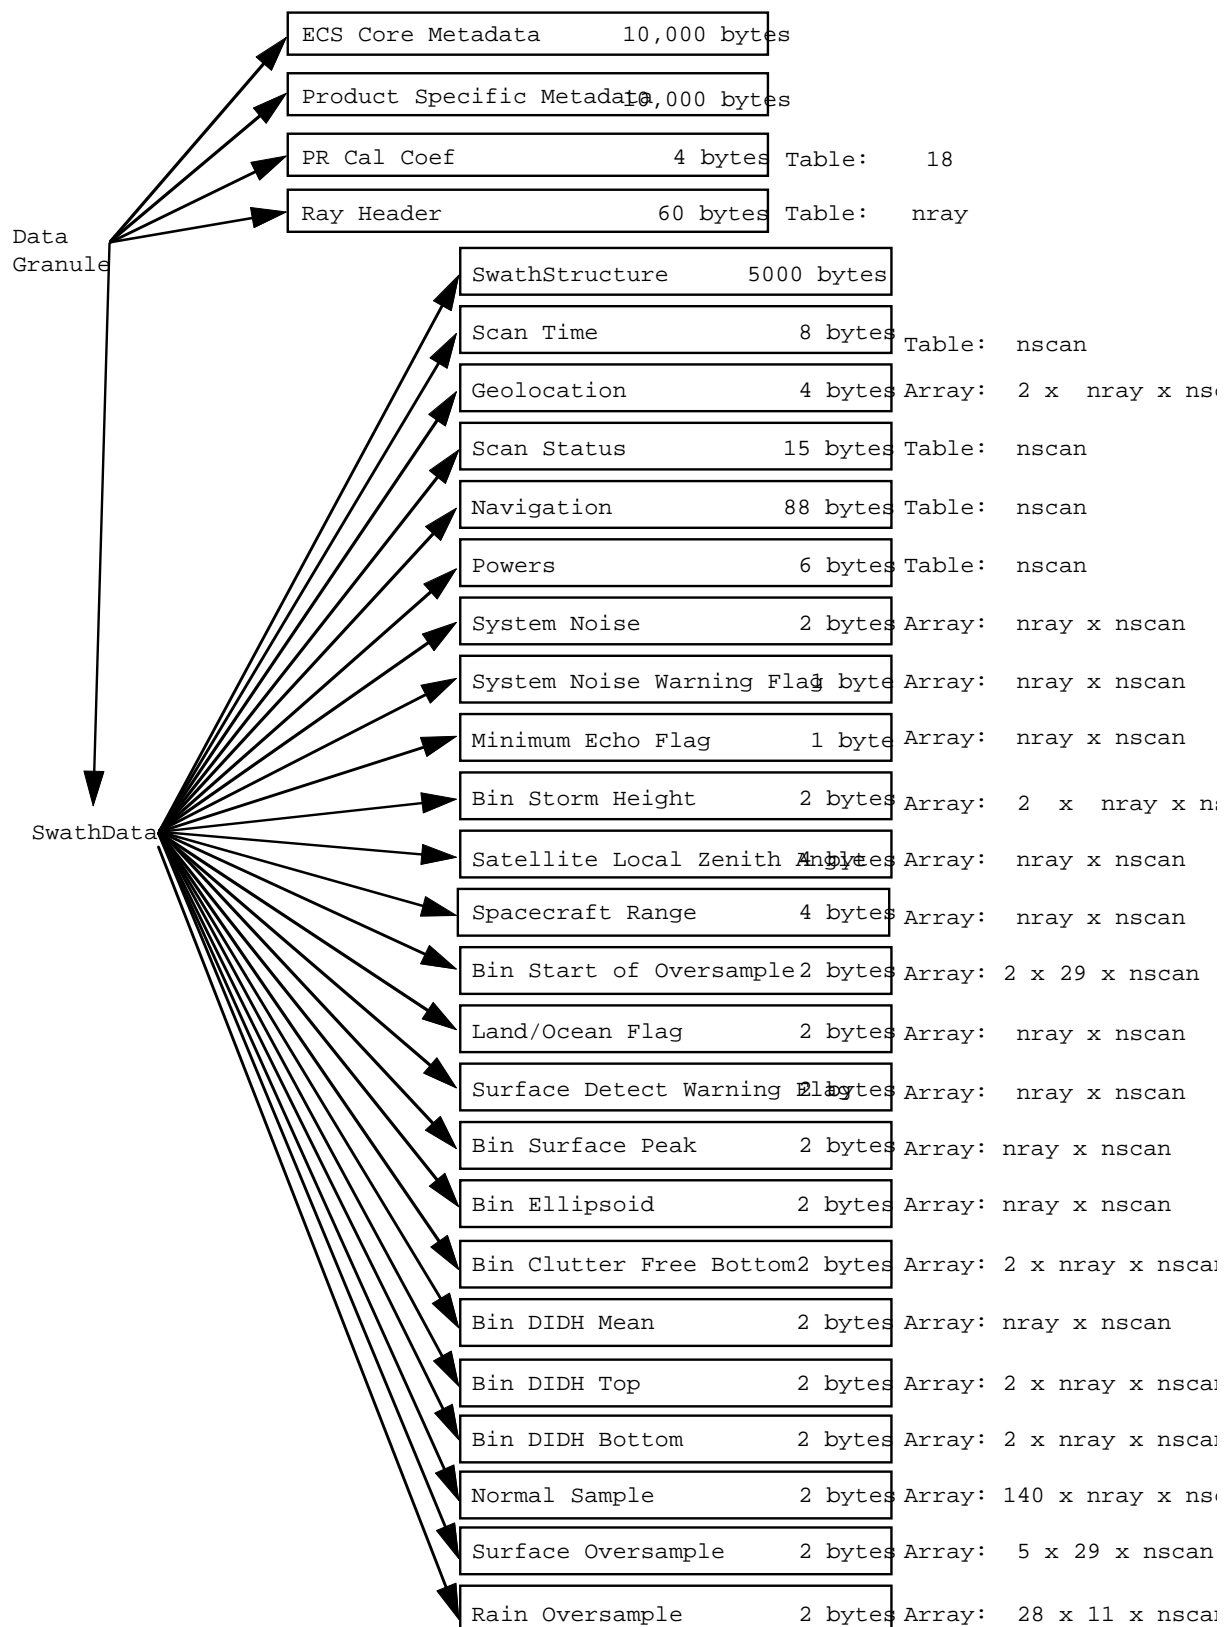 ECS Core Metadata 10,000 bytes
Product Specific Metadata 10,000 bytes
PR Cal Coef 4 bytes Table: 18
Ray Header 60 bytes Table: nray
Data
Granule
SwathStructure 5000 bytes
Scan Time 8 bytes Table: nscan
Geolocation 4 bytes Array: 2 x nray x
Scan Status 15 bytes Table: nscan
Navigation 88 bytes Table: nscan
Powers 6 bytes Table: nscan
System Noise 2 bytes Array: nray x nscan
System Noise Warning Flag 1 byte Array: nray x nscan
Minimum Echo Flag 1 byte Array: nray x nscan
Bin Storm Height 2 bytes Array: 2 x nray x
SwathData
Satellite Local Zenith Angle 4 bytes Array: nray x nscan
Spacecraft Range 4 bytes Array: nray x nscan
Bin Start of Oversample 2 bytes Array: 2 x 29 x nscan
Land/Ocean Flag 2 bytes Array: nray x nscan
Surface Detect Warning Flag 2 bytes Array: nray x nscan
Bin Surface Peak 2 bytes Array: nray x nscan
Bin Ellipsoid 2 bytes Array: nray x nscan
Bin Clutter Free Bottom 2 bytes Array: 2 x nray x nscan
Bin DIDH Mean 2 bytes Array: nray x nscan
Bin DIDH Top 2 bytes Array: 2 x nray x nscan
Bin DIDH Bottom 2 bytes Array: 2 x nray x nscan
Normal Sample 2 bytes Array: 140 x nray x
Surface Oversample 2 bytes Array: 5 x 29 x nscan
Rain Oversample 2 bytes Array: 28 x 11 x nscan